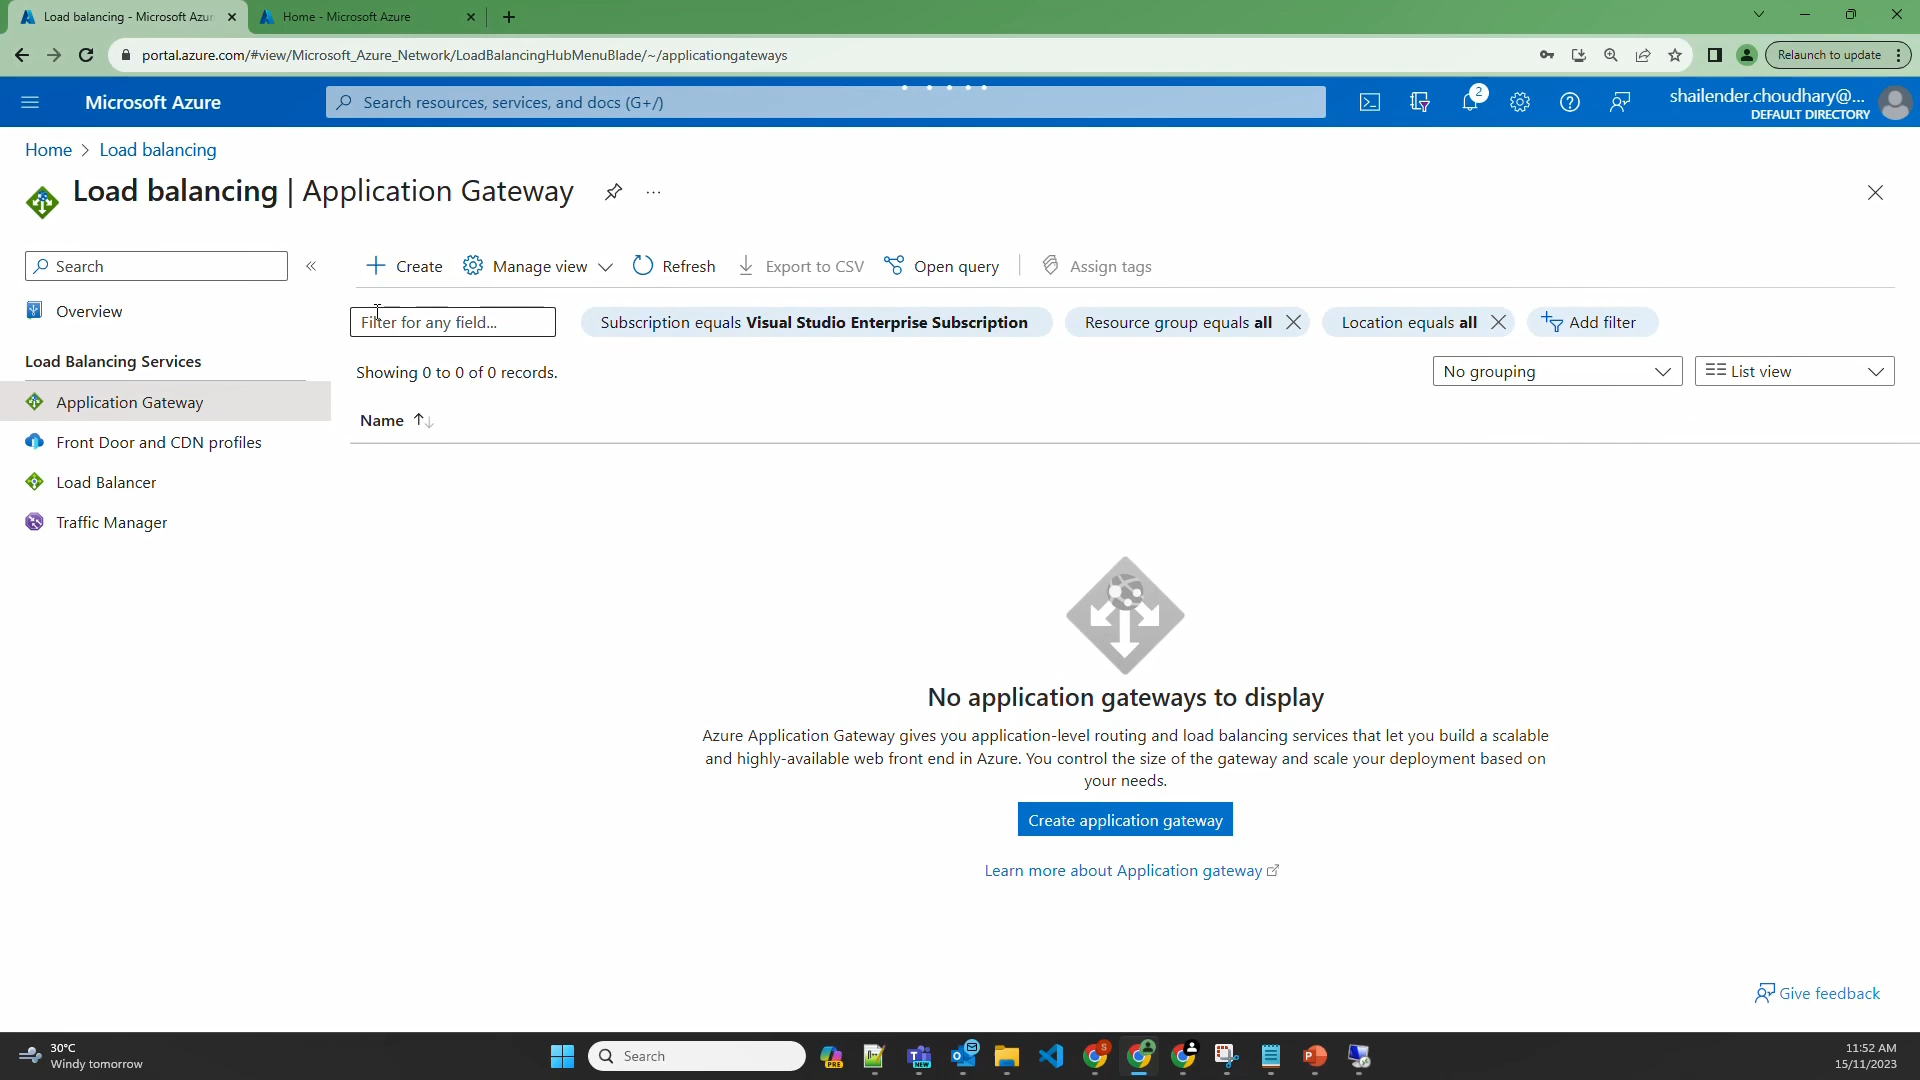 Load balancing - Microsoft Azur
Home - Microsoft Azure
portal.azure.com/#view/Microsoft_Azure_Network/LoadBalancingHubMenuBlade/~/applicationgateways
Relaunch to update
Microsoft Azure
Search resources, services, and docs (G+/)
2
shailender.choudhary@...
DEFAULT DIRECTORY
Home > Load balancing
Load balancing | Application Gateway
Search
Create
Manage view
Refresh
Export to CSV
Open query
Assign tags
Overview
Filter for any field...
Subscription equals Visual Studio Enterprise Subscription
Resource group equals all
Location equals all
Add filter
Load Balancing Services
Showing 0 to 0 of 0 records.
No grouping
List view
Application Gateway
Name
Front Door and CDN profiles
Load Balancer
Traffic Manager
No application gateways to display
Azure Application Gateway gives you application-level routing and load balancing services that let you build a scalable
and highly-available web front end in Azure. You control the size of the gateway and scale your deployment based on
your needs.
Create application gateway
Learn more about Application gateway
Give feedback
30°C
Windy tomorrow
Search
PRE
NEW
S
11:52 AM
15/11/2023